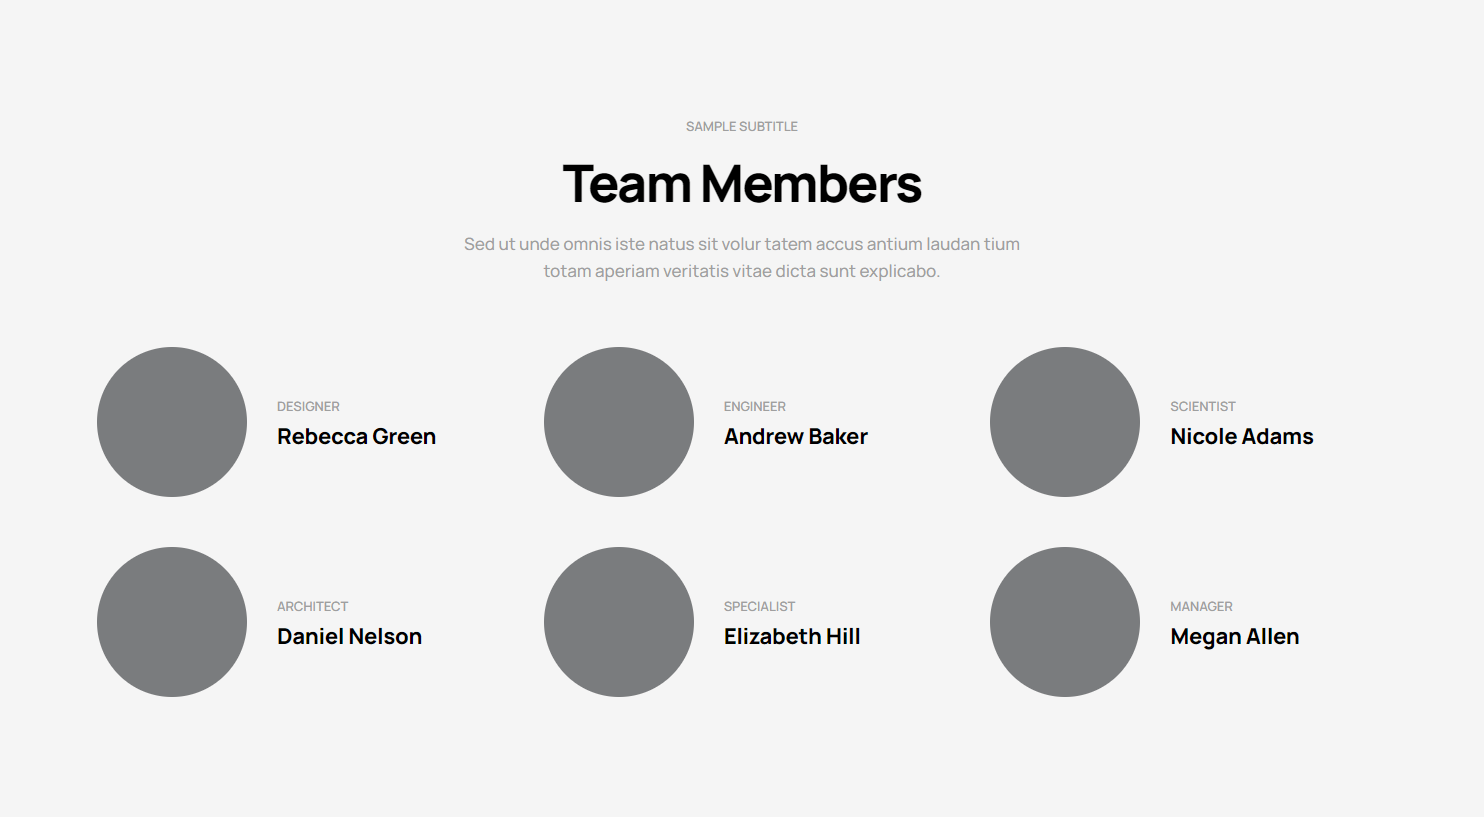 SAMPLE SUBTITLE
Team Members
Sed ut unde omnis iste natus sit volur tatem accus antium laudan tium
totam aperiam veritatis vitae dicta sunt explicabo.
DESIGNER
Rebecca Green
ENGINEER
Andrew Baker
SCIENTIST
Nicole Adams
ARCHITECT
Daniel Nelson
SPECIALIST
Elizabeth Hill
MANAGER
Megan Allen